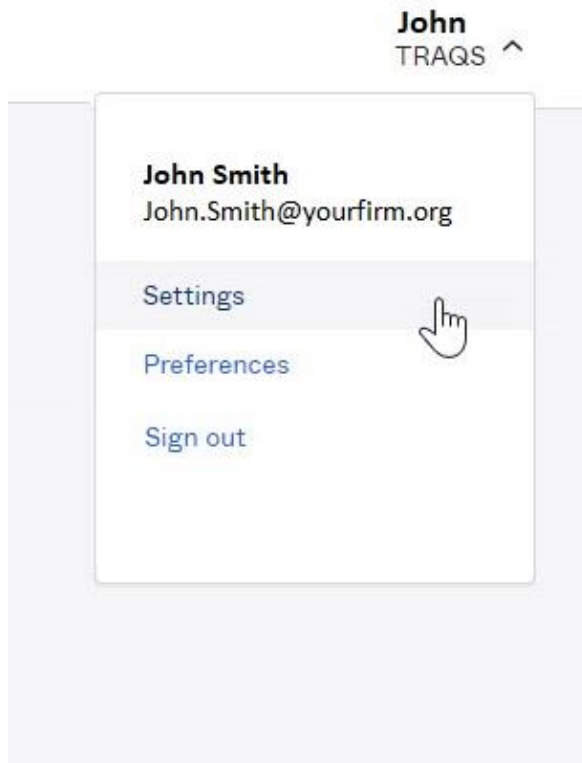 John
TRAQS
John Smith
John.Smith@yourfirm.org
Settings
Preferences
Sign out